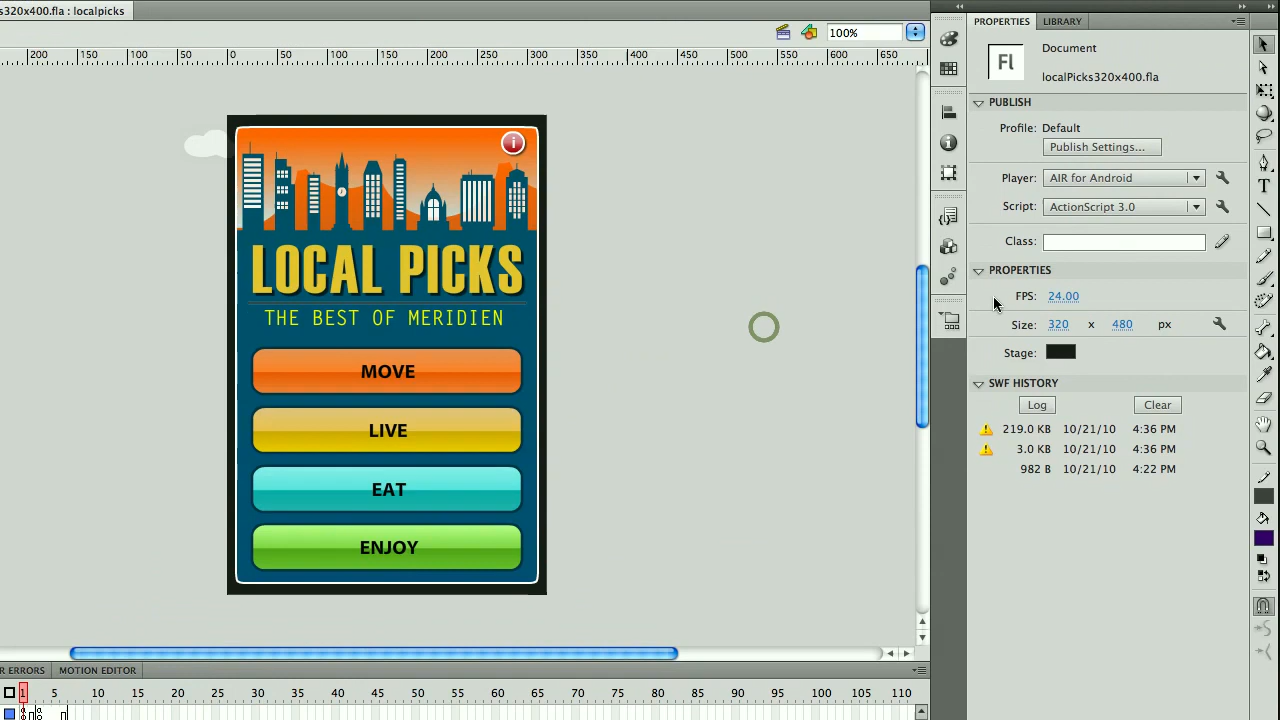 s320x400.fla : localpicks
PROPERTIES
LIBRARY
100%
Fl
Document
localPicks320x400.fla
200 150 100 50 0 50 100 150 200 250 300 350 400 450 500 550 600 650
PUBLISH
Profile: Default
Publish Settings...
Player: AIR for Android
Script: ActionScript 3.0
Class:
PROPERTIES
FPS: 24.00
Size: 320 x 480 px
Stage:
SWF HISTORY
Log
Clear
219.0 KB 10/21/10 4:36 PM
3.0 KB 10/21/10 4:36 PM
982 B 10/21/10 4:22 PM
i
LOCAL PICKS
THE BEST OF MERIDIEN
MOVE
LIVE
EAT
ENJOY
R ERRORS
MOTION EDITOR
1 5 10 15 20 25 30 35 40 45 50 55 60 65 70 75 80 85 90 95 100 105 110
T